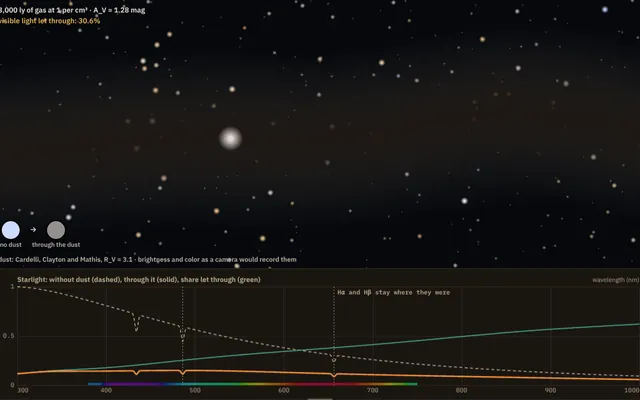 3,000 ly of gas at 1 per cm³ · A_V = 1.28 mag
visible light let through: 30.6%
no dust → through the dust
dust: Cardelli, Clayton and Mathis, R_V = 3.1 · brightness and color as a camera would record them
Starlight: without dust (dashed), through it (solid), share let through (green)
wavelength (nm)
Hα and Hβ stay where they were
1
0.5
0
300 400 500 600 700 800 900 1000